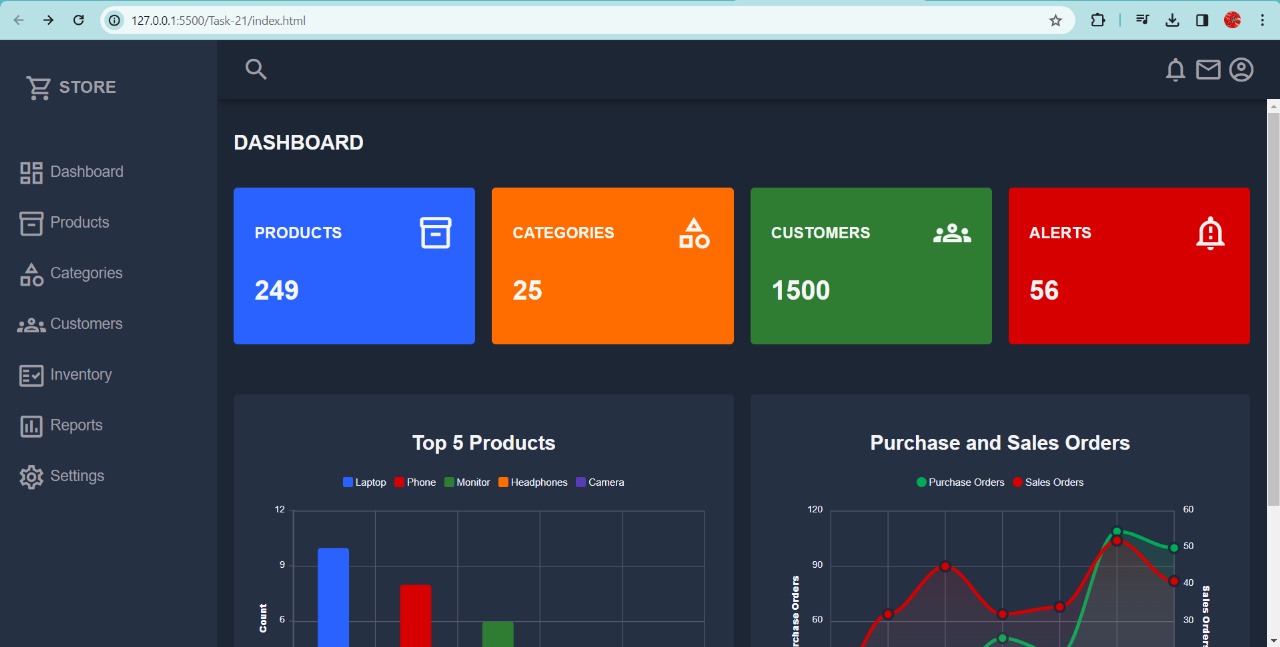 127.0.0.1:5500/Task-21/index.html
STORE
Dashboard
Products
Categories
Customers
Inventory
Reports
Settings
DASHBOARD
PRODUCTS
249
CATEGORIES
25
CUSTOMERS
1500
ALERTS
56
Top 5 Products
Laptop Phone Monitor Headphones Camera
12
9
6
Count
Purchase and Sales Orders
Purchase Orders Sales Orders
120
90
60
Orders
60
50
40
30
Sales